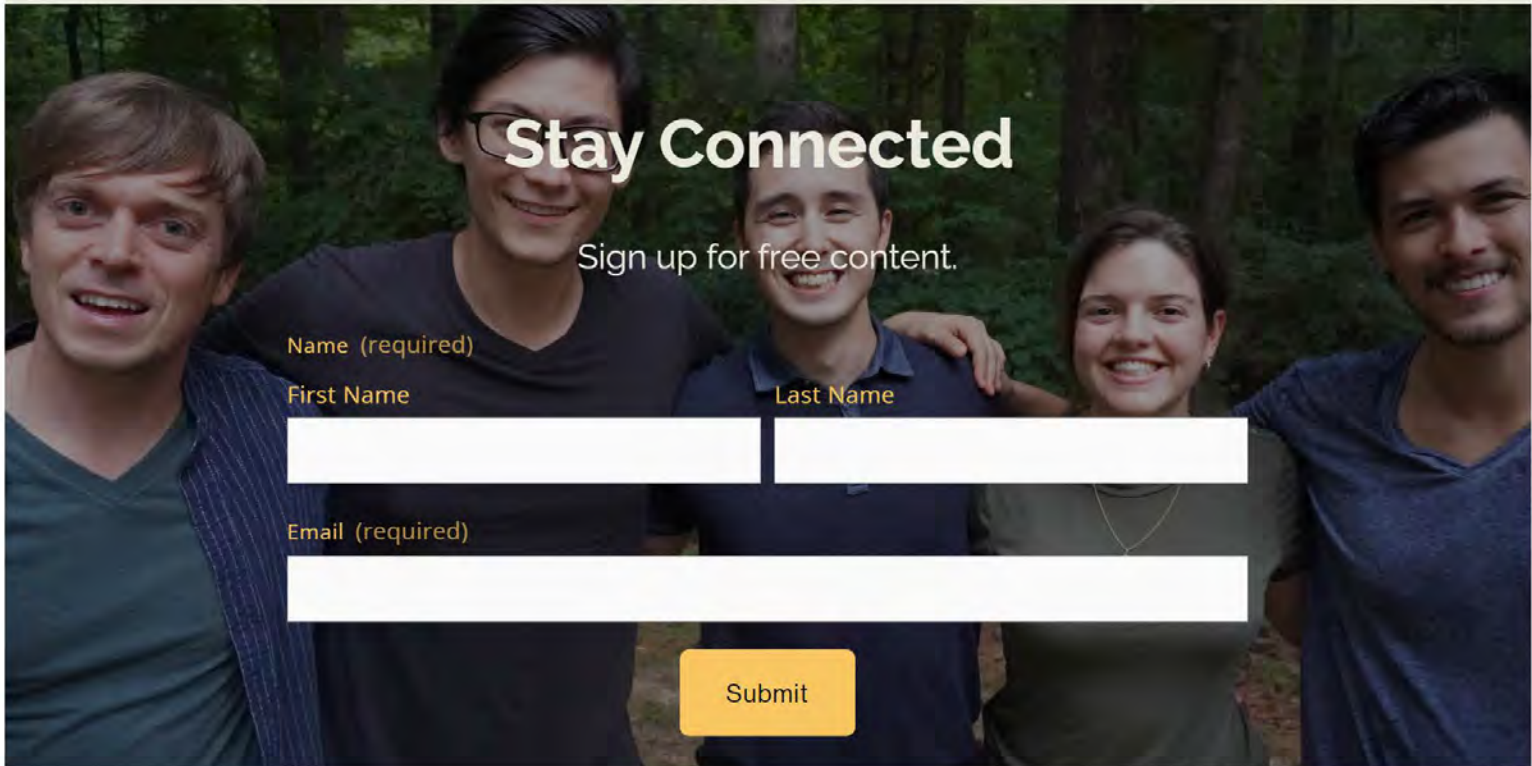 Stay Connected
Sign up for free content.
Name (required)
First Name Last Name
Email (required)
Submit